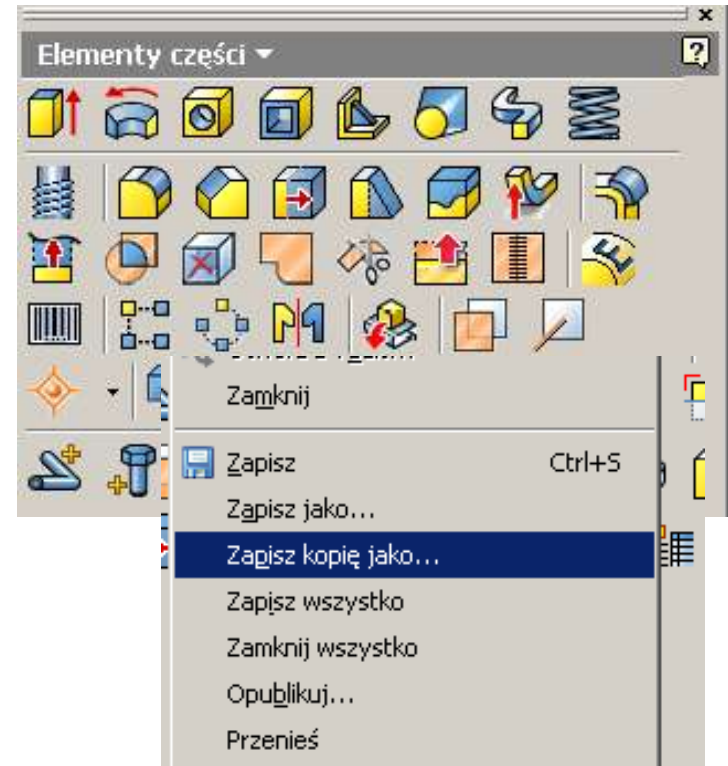 Elementy części
Zamknij
Zapisz Ctrl+S
Zapisz jako...
Zapisz kopię jako...
Zapisz wszystko
Zamknij wszystko
Opublikuj...
Przenieś